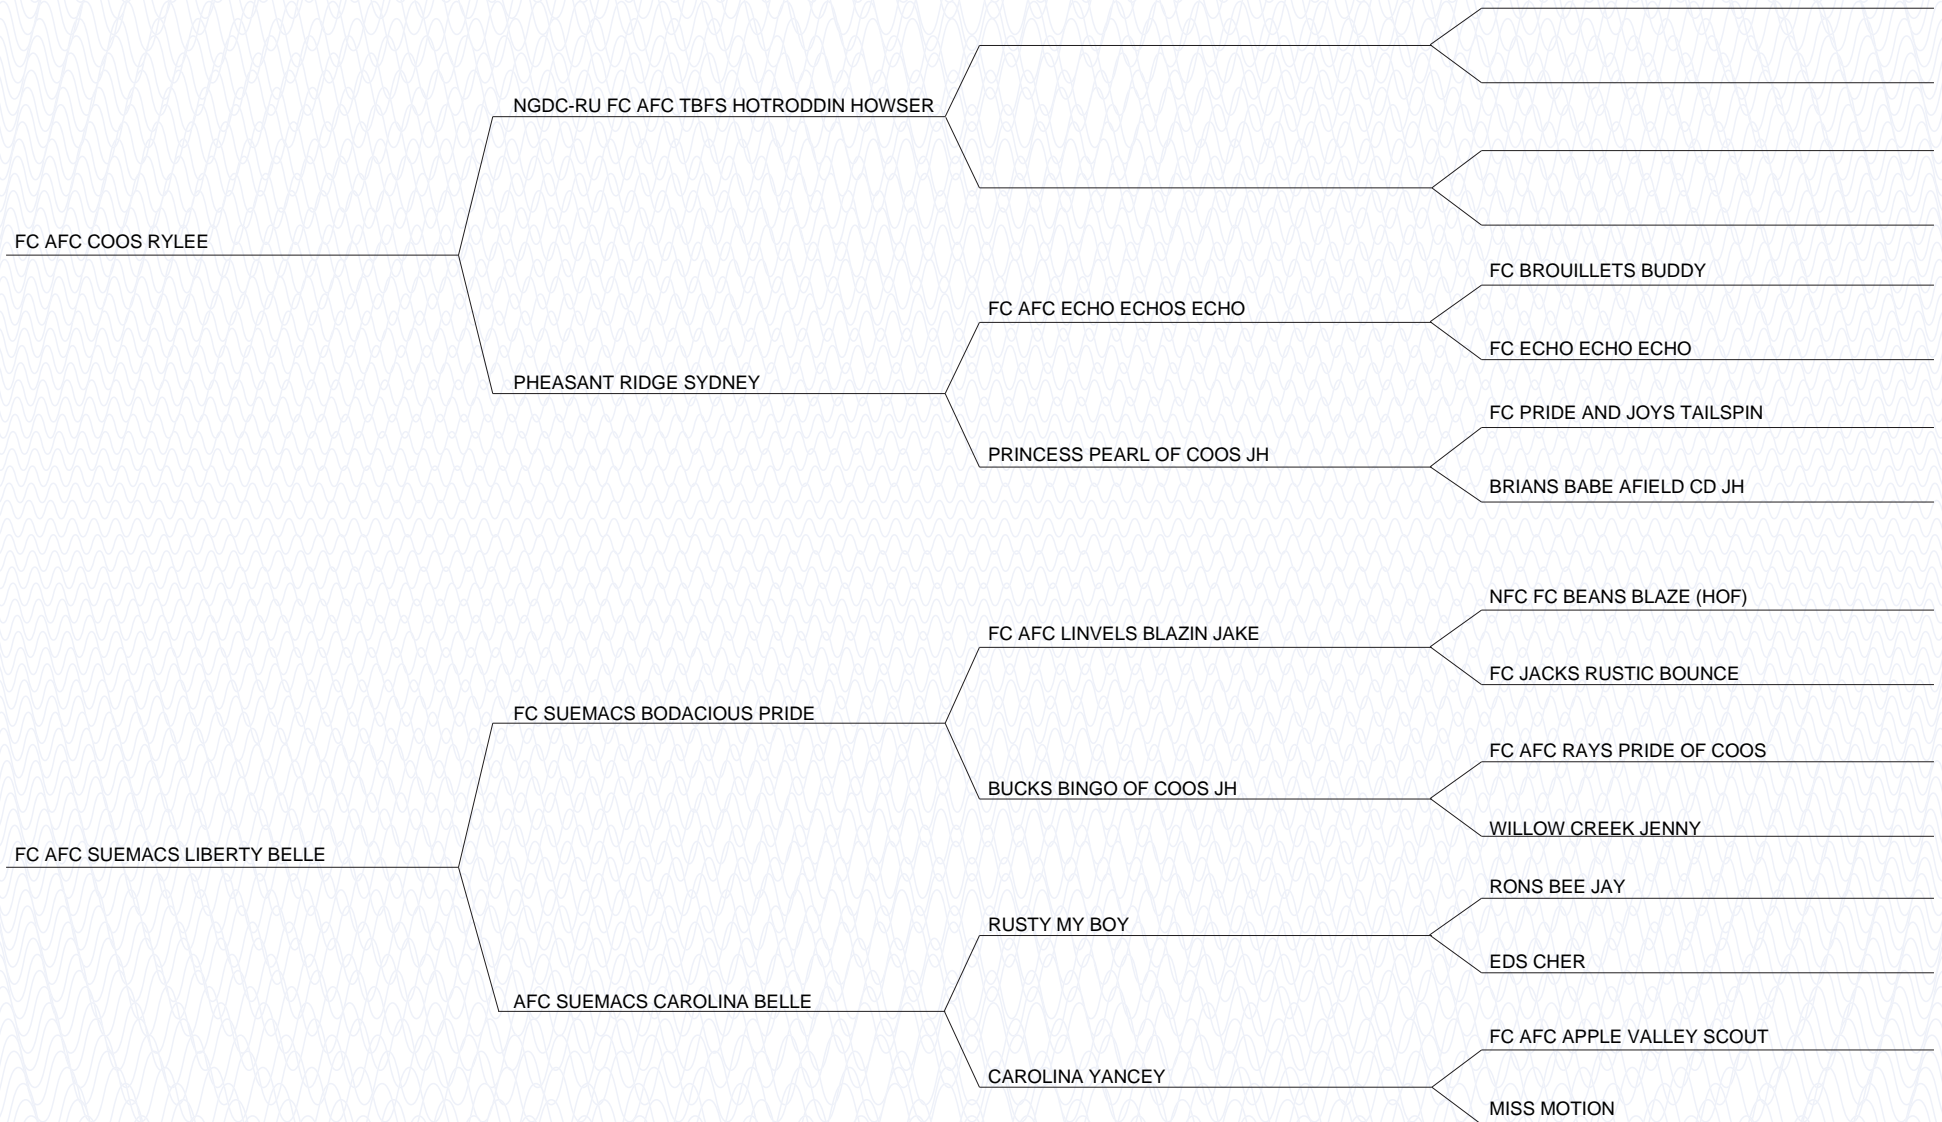 NGDC-RU FC AFC TBFS HOTRODDIN HOWSER
FC AFC COOS RYLEE
FC BROUILLETS BUDDY
FC AFC ECHO ECHOS ECHO
FC ECHO ECHO ECHO
PHEASANT RIDGE SYDNEY
FC PRIDE AND JOYS TAILSPIN
PRINCESS PEARL OF COOS JH
BRIANS BABE AFIELD CD JH
NFC FC BEANS BLAZE (HOF)
FC AFC LINVELS BLAZIN JAKE
FC JACKS RUSTIC BOUNCE
FC SUEMACS BODACIOUS PRIDE
FC AFC RAYS PRIDE OF COOS
BUCKS BINGO OF COOS JH
WILLOW CREEK JENNY
FC AFC SUEMACS LIBERTY BELLE
RONS BEE JAY
RUSTY MY BOY
EDS CHER
AFC SUEMACS CAROLINA BELLE
FC AFC APPLE VALLEY SCOUT
CAROLINA YANCEY
MISS MOTION